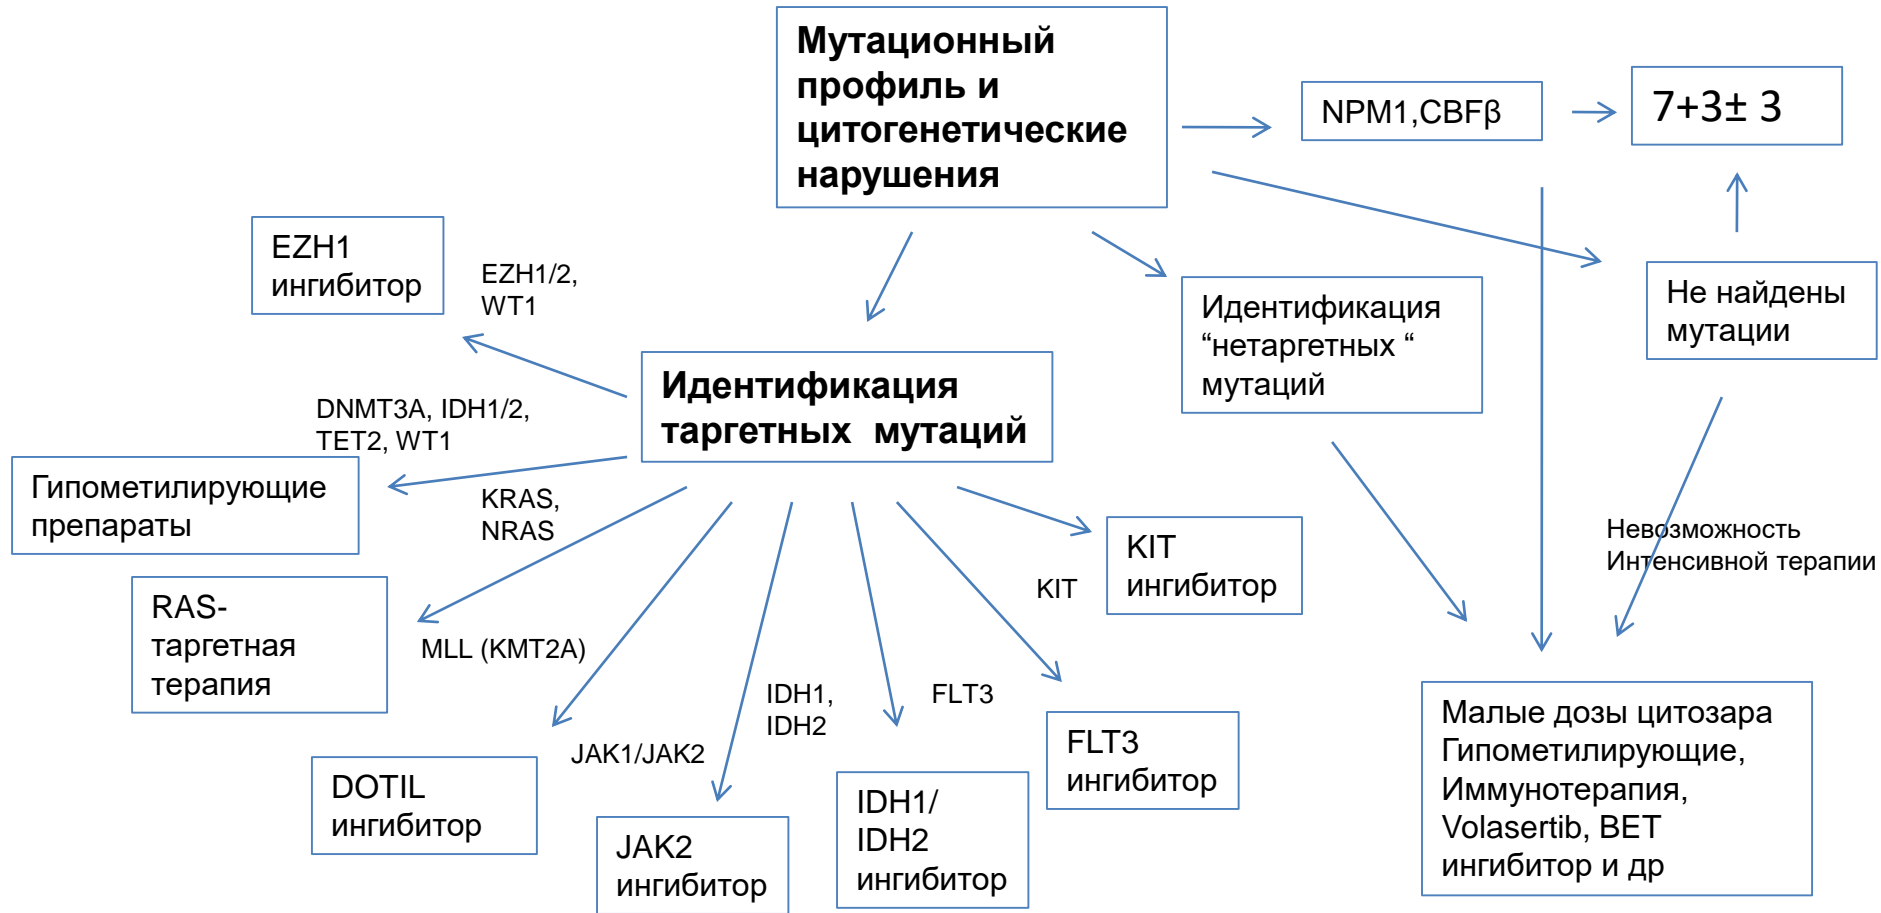 Мутационный
профиль и
цитогенетические
нарушения
NPM1,CBFβ
7+3± 3
EZH1
ингибитор
EZH1/2,
WT1
Идентификация
“нетаргетных “
мутаций
Не найдены
мутации
Идентификация
таргетных мутаций
DNMT3A, IDH1/2,
TET2, WT1
Гипометилирующие
препараты
KRAS,
NRAS
KIT
ингибитор
KIT
Невозможность
Интенсивной терапии
RAS-
таргетная
терапия
MLL (KMT2A)
IDH1,
IDH2
FLT3
JAK1/JAK2
DOTIL
ингибитор
JAK2
ингибитор
IDH1/
IDH2
ингибитор
FLT3
ингибитор
Малые дозы цитозара
Гипометилирующие,
Иммунотерапия,
Volasertib, BET
ингибитор и др